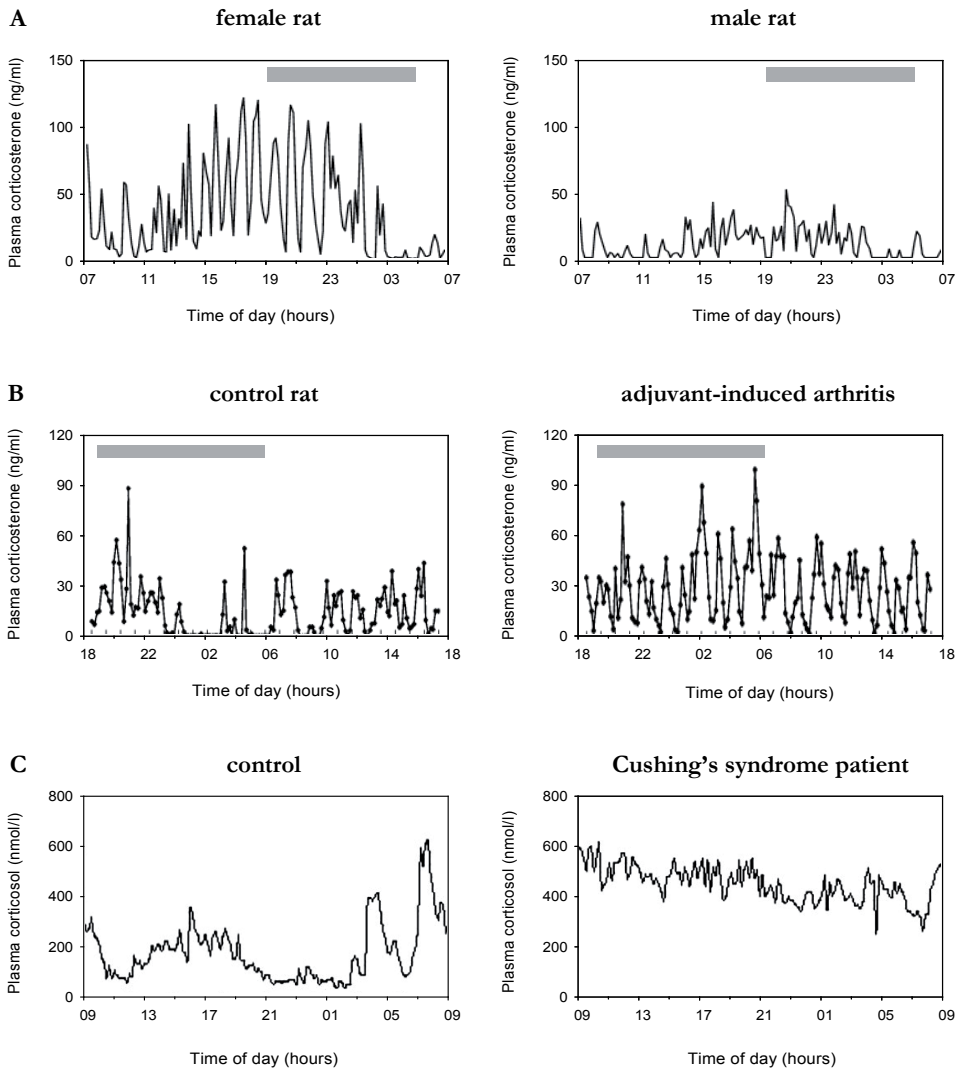 A
female rat
male rat
Plasma corticosterone (ng/ml)
150
100
50
0
07 11 15 19 23 03 07
Time of day (hours)
Plasma corticosterone (ng/ml)
150
100
50
0
07 11 15 19 23 03 07
Time of day (hours)
B
control rat
adjuvant-induced arthritis
Plasma corticosterone (ng/ml)
120
90
60
30
0
18 22 02 06 10 14 18
Time of day (hours)
Plasma corticosterone (ng/ml)
120
90
60
30
0
18 22 02 06 10 14 18
Time of day (hours)
C
control
Cushing’s syndrome patient
Plasma corticosol (nmol/l)
800
600
400
200
0
09 13 17 21 01 05 09
Time of day (hours)
Plasma corticosol (nmol/l)
800
600
400
200
0
09 13 17 21 01 05 09
Time of day (hours)